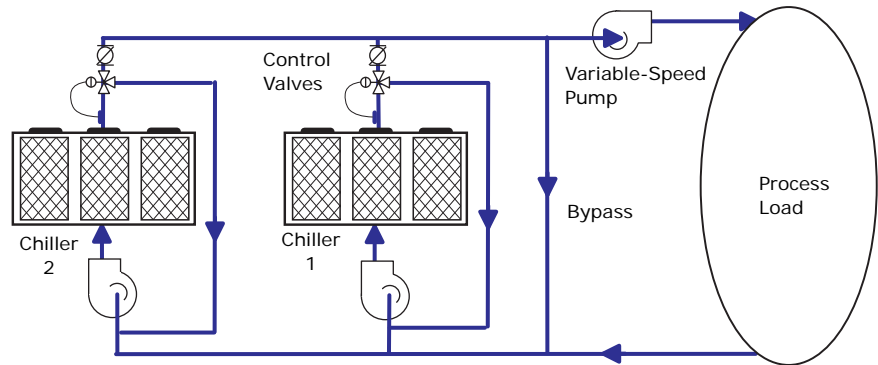 Control
Valves
Variable-Speed
Pump
Process
Load
Bypass
Chiller
2
Chiller
1